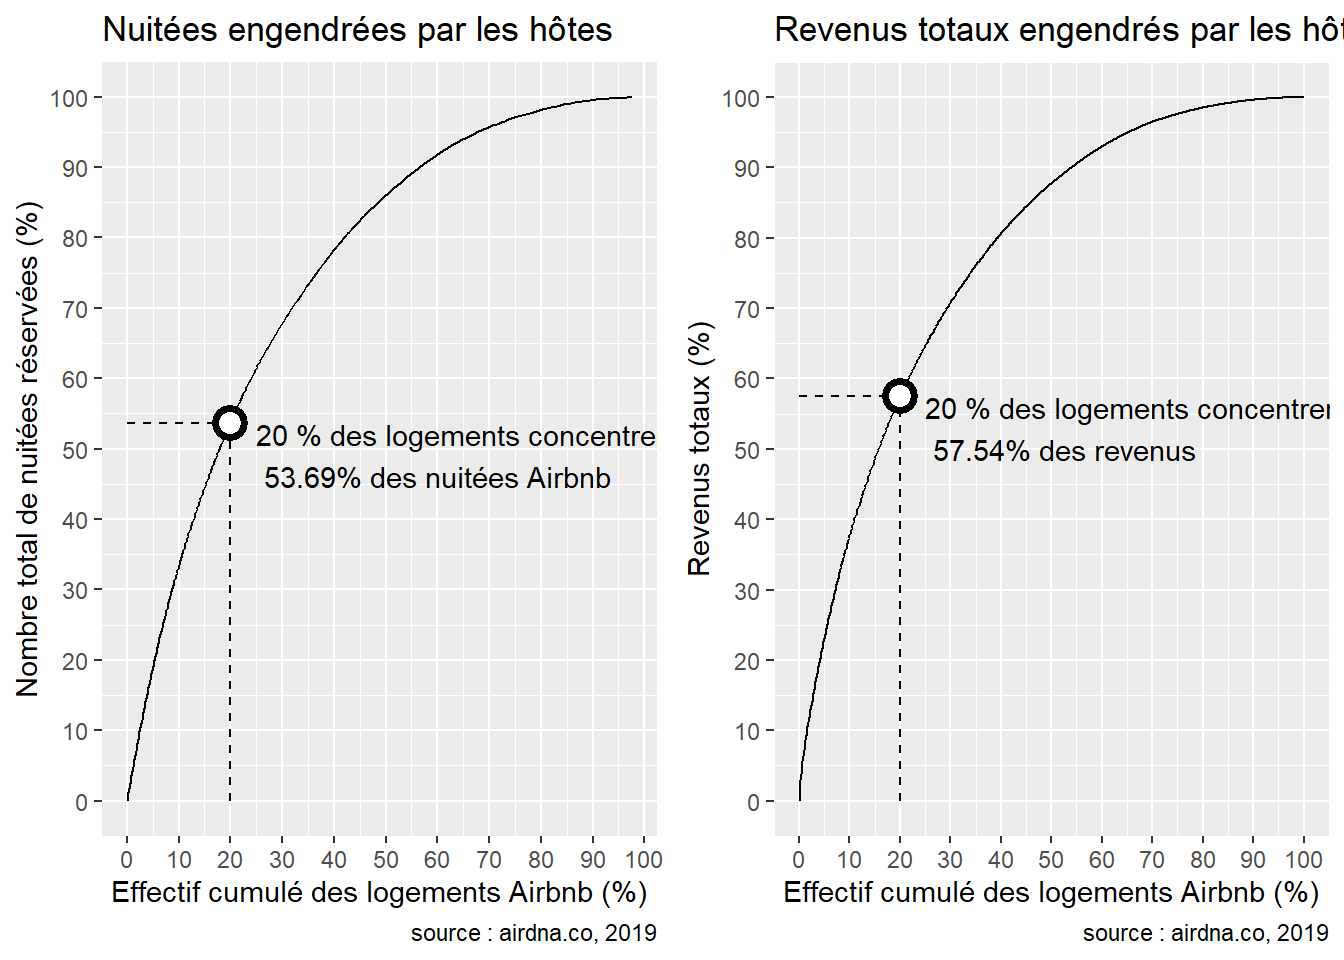 Nuitées engendrées par les hôtes
Nombre total de nuitées réservées (%)
100
90
80
70
60
50
40
30
20
10
0
20 % des logements concentre
53.69% des nuitées Airbnb
0 10 20 30 40 50 60 70 80 90 100
Effectif cumulé des logements Airbnb (%)
source : airdna.co, 2019
Revenus totaux engendrés par les hôt
Revenus totaux (%)
100
90
80
70
60
50
40
30
20
10
0
20 % des logements concentrer
57.54% des revenus
0 10 20 30 40 50 60 70 80 90 100
Effectif cumulé des logements Airbnb (%)
source : airdna.co, 2019